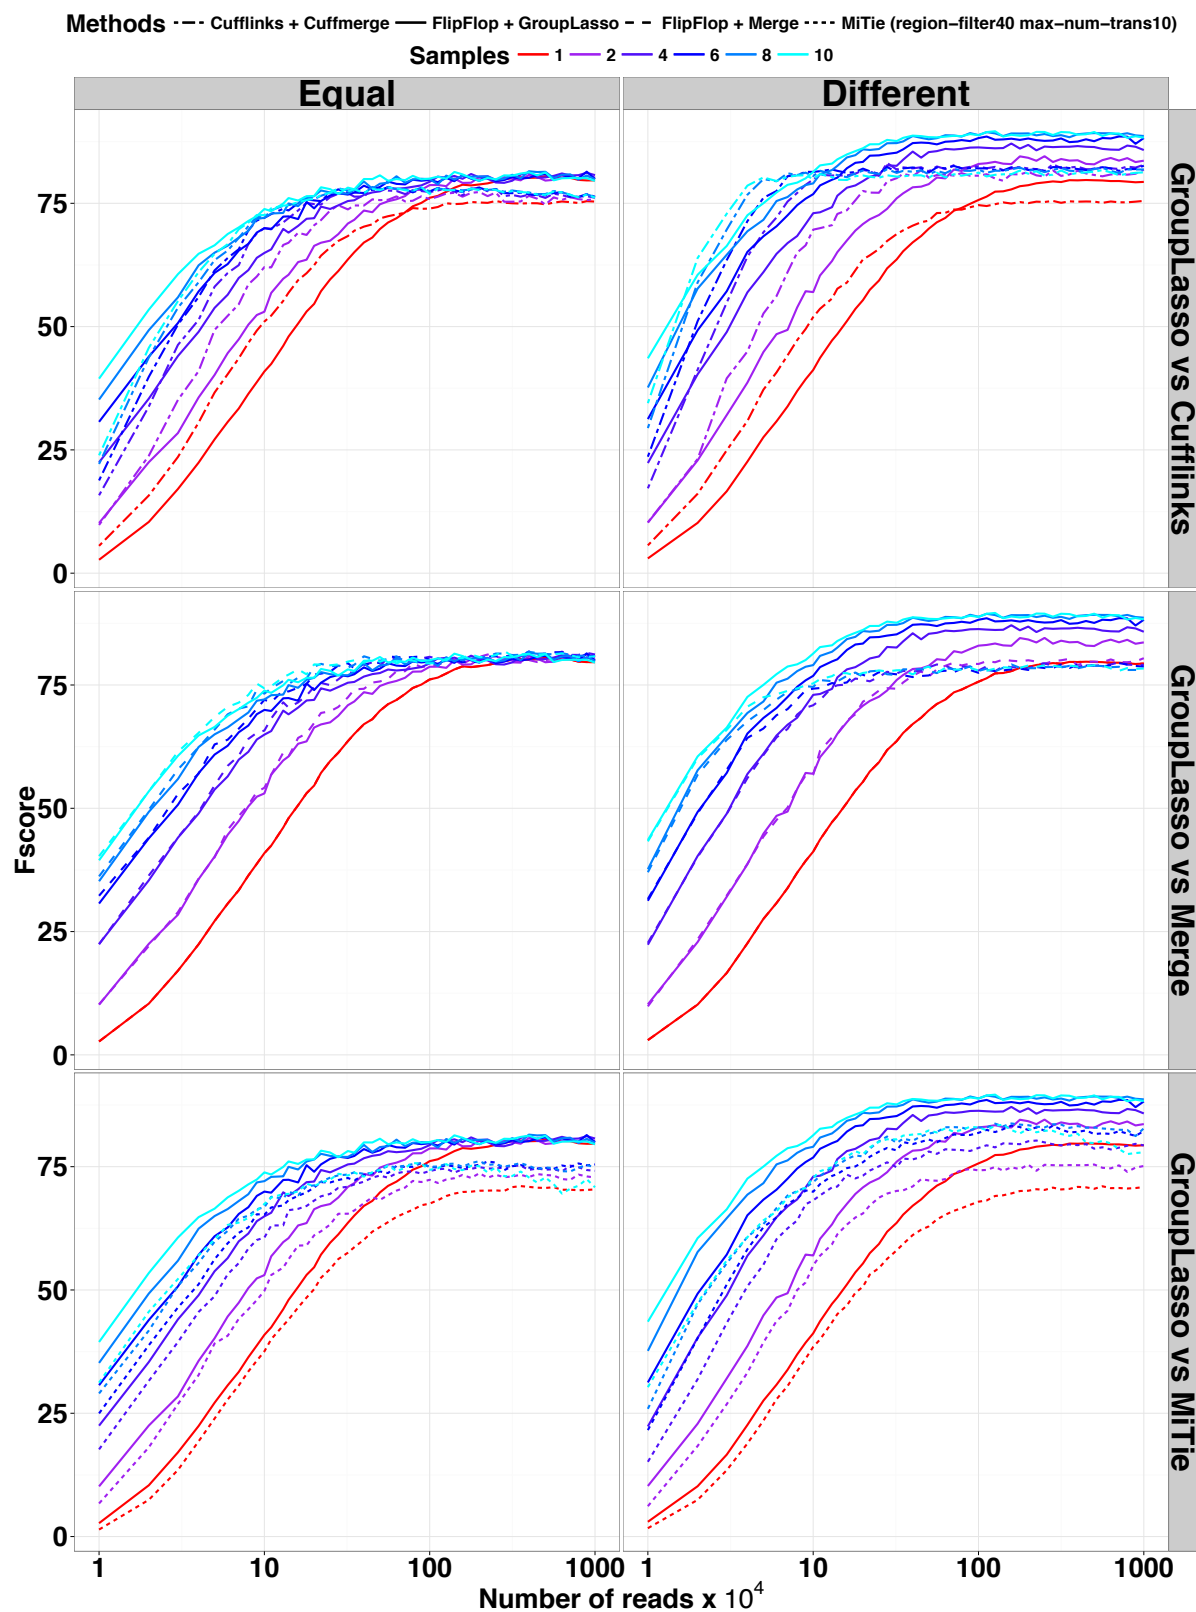 Methods Cufflinks + Cuffmerge FlipFlop + GroupLasso FlipFlop + Merge MiTie (region−filter40 max−num−trans10)
Samples 1 2 4 6 8 10
Equal Different
75
50
25
0
GroupLasso vs Cufflinks
75
50
25
0
GroupLasso vs Merge
Fscore
75
50
25
0
GroupLasso vs MiTie
1 10 100 1000 1 10 100 1000
Number of reads x 10^4